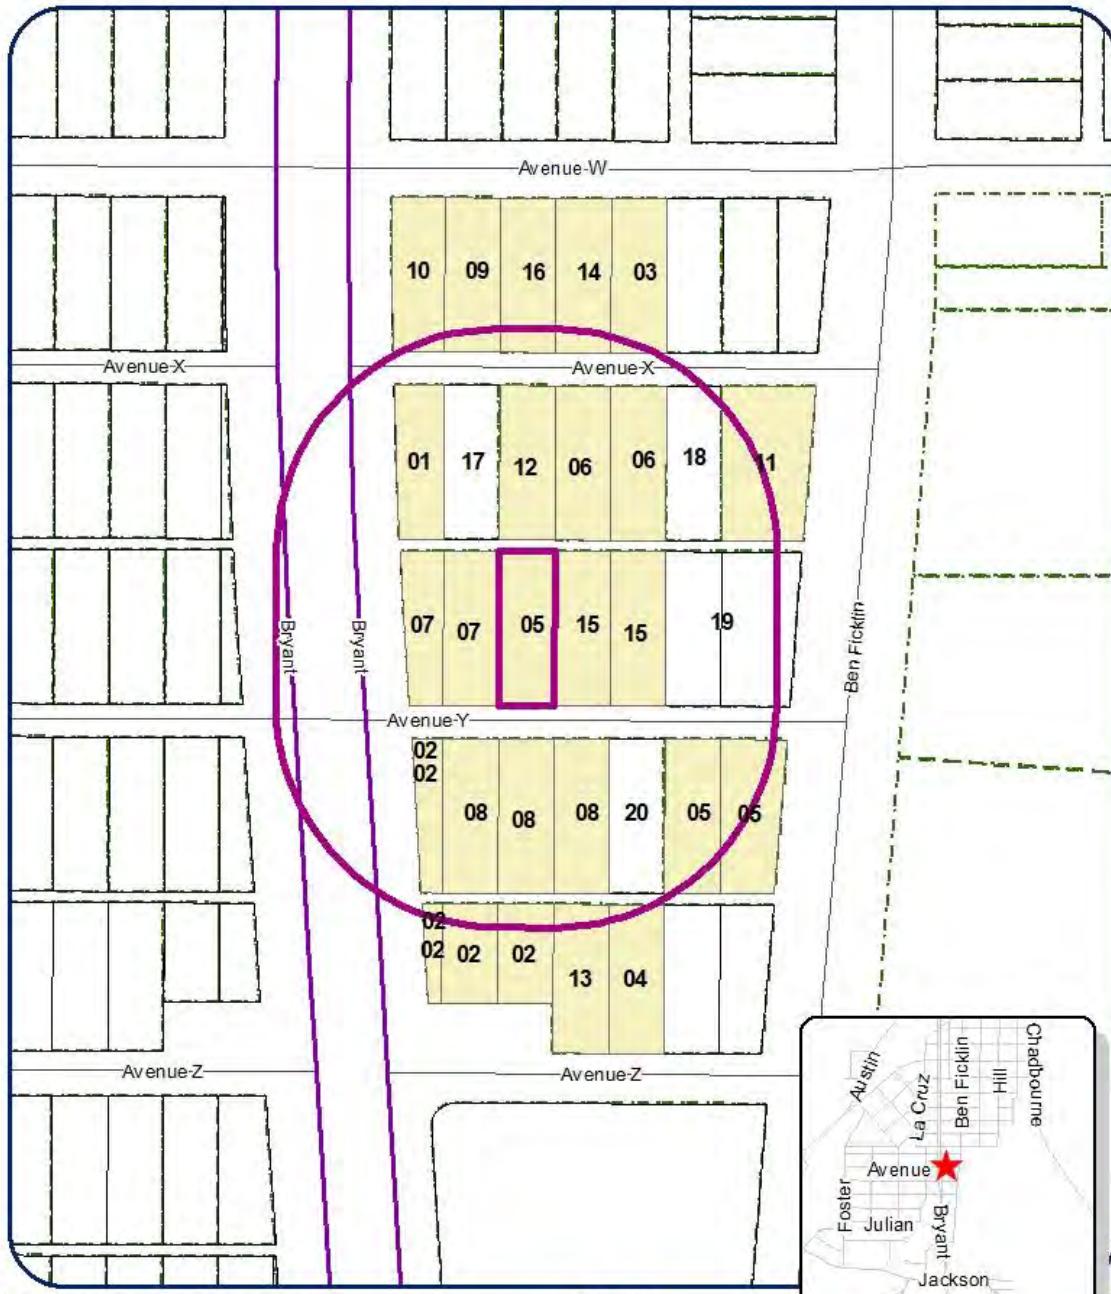 Avenue W
10 09 16 14 03
Avenue X
Avenue X
01 17 12 06 06 18 11
07 07 05 15 15 19
Bryant
Bryant
Ben Ficklin
Avenue Y
02
02
08 08 08 20 05 05
02
02 02 02
13 04
Avenue Z
Avenue Z
Austin
La Cruz
Ben Ficklin
Hill
Chadbourne
Avenue
Foster
Julian
Bryant
Jackson